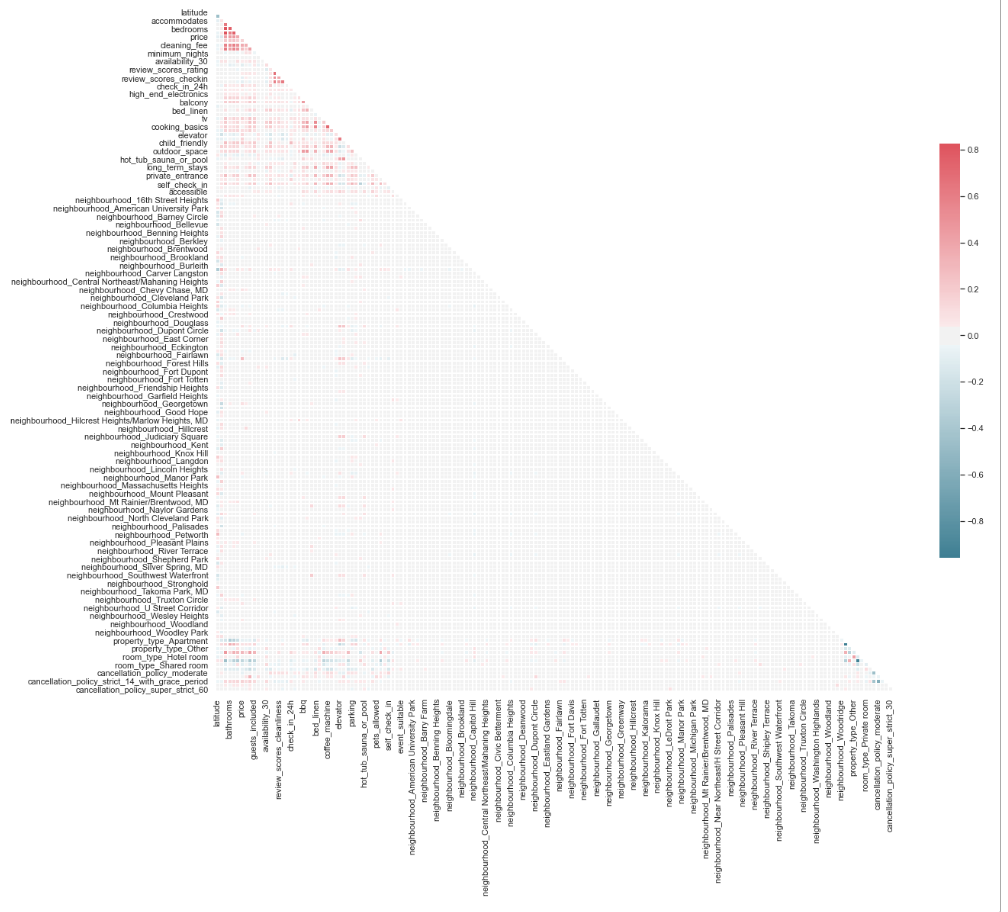 latitude
accommodates
bedrooms
price
cleaning_fee
minimum_nights
availability_30
review_scores_rating
review_scores_checkin
check_in_24h
high_end_electronics
balcony
bed_linen
tv
cooking_basics
elevator
child_friendly
outdoor_space
hot_tub_sauna_or_pool
long_term_stays
private_entrance
self_check_in
accessible
neighbourhood_16th Street Heights
neighbourhood_American University Park
neighbourhood_Barney Circle
neighbourhood_Bellevue
neighbourhood_Benning Heights
neighbourhood_Berkley
neighbourhood_Brentwood
neighbourhood_Brookland
neighbourhood_Burleith
neighbourhood_Carver Langston
neighbourhood_Central Northeast/Mahaning Heights
neighbourhood_Chevy Chase, MD
neighbourhood_Cleveland Park
neighbourhood_Columbia Heights
neighbourhood_Crestwood
neighbourhood_Douglass
neighbourhood_Dupont Circle
neighbourhood_East Corner
neighbourhood_Eckington
neighbourhood_Fairlawn
neighbourhood_Forest Hills
neighbourhood_Fort Dupont
neighbourhood_Fort Totten
neighbourhood_Friendship Heights
neighbourhood_Garfield Heights
neighbourhood_Georgetown
neighbourhood_Good Hope
neighbourhood_Hilcrest Heights/Marlow Heights, MD
neighbourhood_Hillcrest
neighbourhood_Judiciary Square
neighbourhood_Kent
neighbourhood_Knox Hill
neighbourhood_Langdon
neighbourhood_Lincoln Heights
neighbourhood_Manor Park
neighbourhood_Massachusetts Heights
neighbourhood_Mount Pleasant
neighbourhood_Mt Rainier/Brentwood, MD
neighbourhood_Naylor Gardens
neighbourhood_North Cleveland Park
neighbourhood_Palisades
neighbourhood_Petworth
neighbourhood_Pleasant Plains
neighbourhood_River Terrace
neighbourhood_Shepherd Park
neighbourhood_Silver Spring, MD
neighbourhood_Southwest Waterfront
neighbourhood_Stronghold
neighbourhood_Takoma Park, MD
neighbourhood_Truxton Circle
neighbourhood_U Street Corridor
neighbourhood_Wesley Heights
neighbourhood_Woodland
neighbourhood_Woodley Park
property_type_Apartment
property_type_Other
room_type_Hotel room
room_type_Shared room
cancellation_policy_moderate
cancellation_policy_strict_14_with_grace_period
cancellation_policy_super_strict_60
latitude
bathrooms
price
guests_included
availability_30
review_scores_cleanliness
check_in_24h
bbq
bed_linen
coffee_machine
elevator
parking
hot_tub_sauna_or_pool
pets_allowed
self_check_in
event_suitable
neighbourhood_American University Park
neighbourhood_Barry Farm
neighbourhood_Benning Heights
neighbourhood_Bloomingdale
neighbourhood_Brookland
neighbourhood_Capitol Hill
neighbourhood_Central Northeast/Mahaning Heights
neighbourhood_Civic Betterment
neighbourhood_Columbia Heights
neighbourhood_Deanwood
neighbourhood_Dupont Circle
neighbourhood_Eastland Gardens
neighbourhood_Fairlawn
neighbourhood_Fort Davis
neighbourhood_Fort Totten
neighbourhood_Gallaudet
neighbourhood_Georgetown
neighbourhood_Greenway
neighbourhood_Hillcrest
neighbourhood_Kalorama
neighbourhood_Knox Hill
neighbourhood_LeDroit Park
neighbourhood_Manor Park
neighbourhood_Michigan Park
neighbourhood_Mt Rainier/Brentwood, MD
neighbourhood_Near Northeast/H Street Corridor
neighbourhood_Palisades
neighbourhood_Pleasant Hill
neighbourhood_River Terrace
neighbourhood_Shipley Terrace
neighbourhood_Southwest Waterfront
neighbourhood_Takoma
neighbourhood_Truxton Circle
neighbourhood_Washington Highlands
neighbourhood_Woodland
neighbourhood_Woodridge
property_type_Other
room_type_Private room
cancellation_policy_moderate
cancellation_policy_super_strict_30
0.8
0.6
0.4
0.2
0.0
−0.2
−0.4
−0.6
−0.8